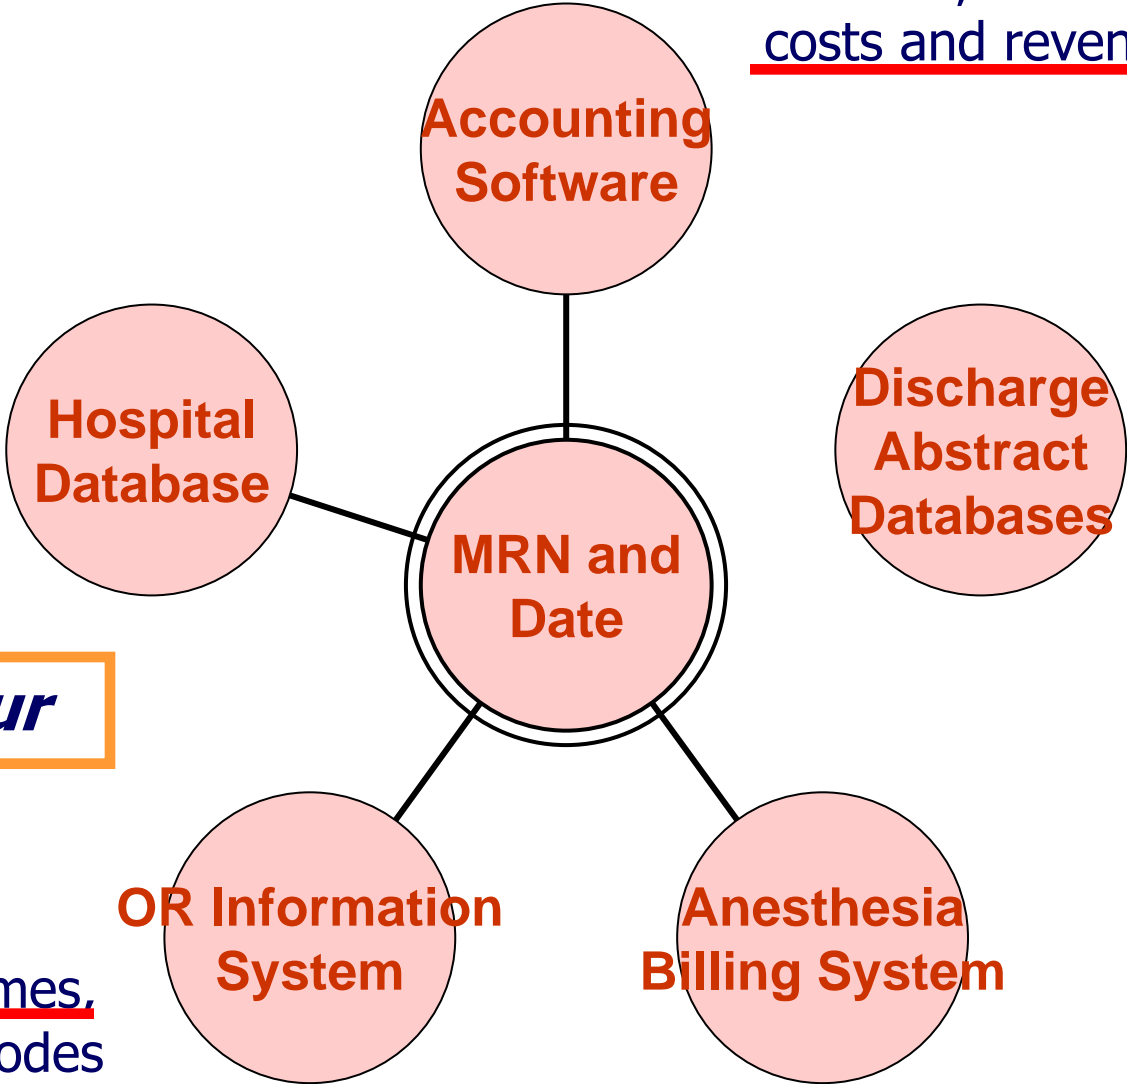 costs and reven
Accounting
Software
Hospital
Database
Discharge
Abstract
Databases
MRN and
Date
ur
OR Information
System
Anesthesia
Billing System
mes,
odes